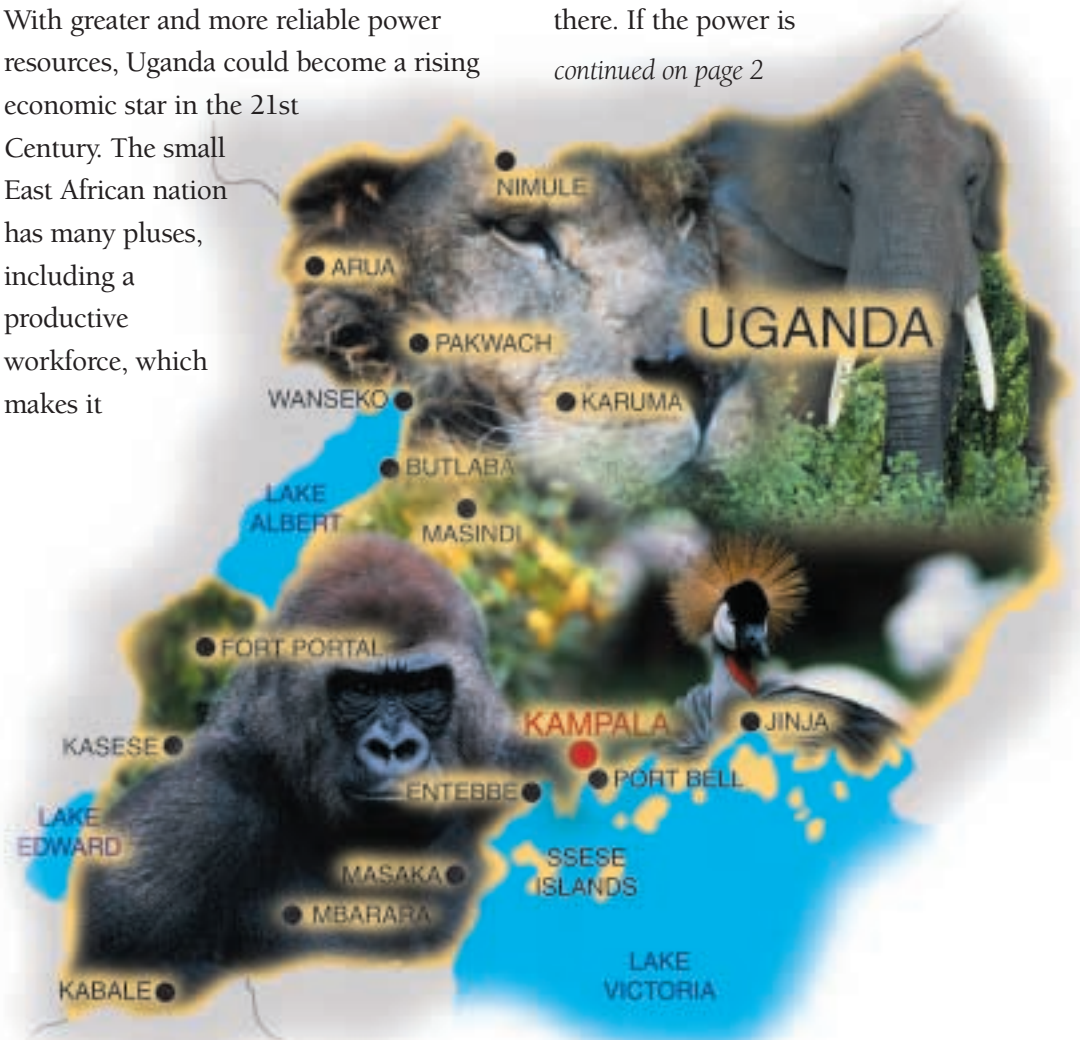 With greater and more reliable power
resources, Uganda could become a rising
economic star in the 21st
Century. The small
East African nation
has many pluses,
including a
productive
workforce, which
makes it
there. If the power is
continued on page 2
NIMULE
ARUA
UGANDA
PAKWACH
WANSEKO
KARUMA
BUTLABA
LAKE
ALBERT
MASINDI
FORT PORTAL
KAMPALA
JINJA
KASESE
PORT BELL
ENTEBBE
LAKE
EDWARD
SSESE
ISLANDS
MASAKA
MBARARA
LAKE
VICTORIA
KABALE